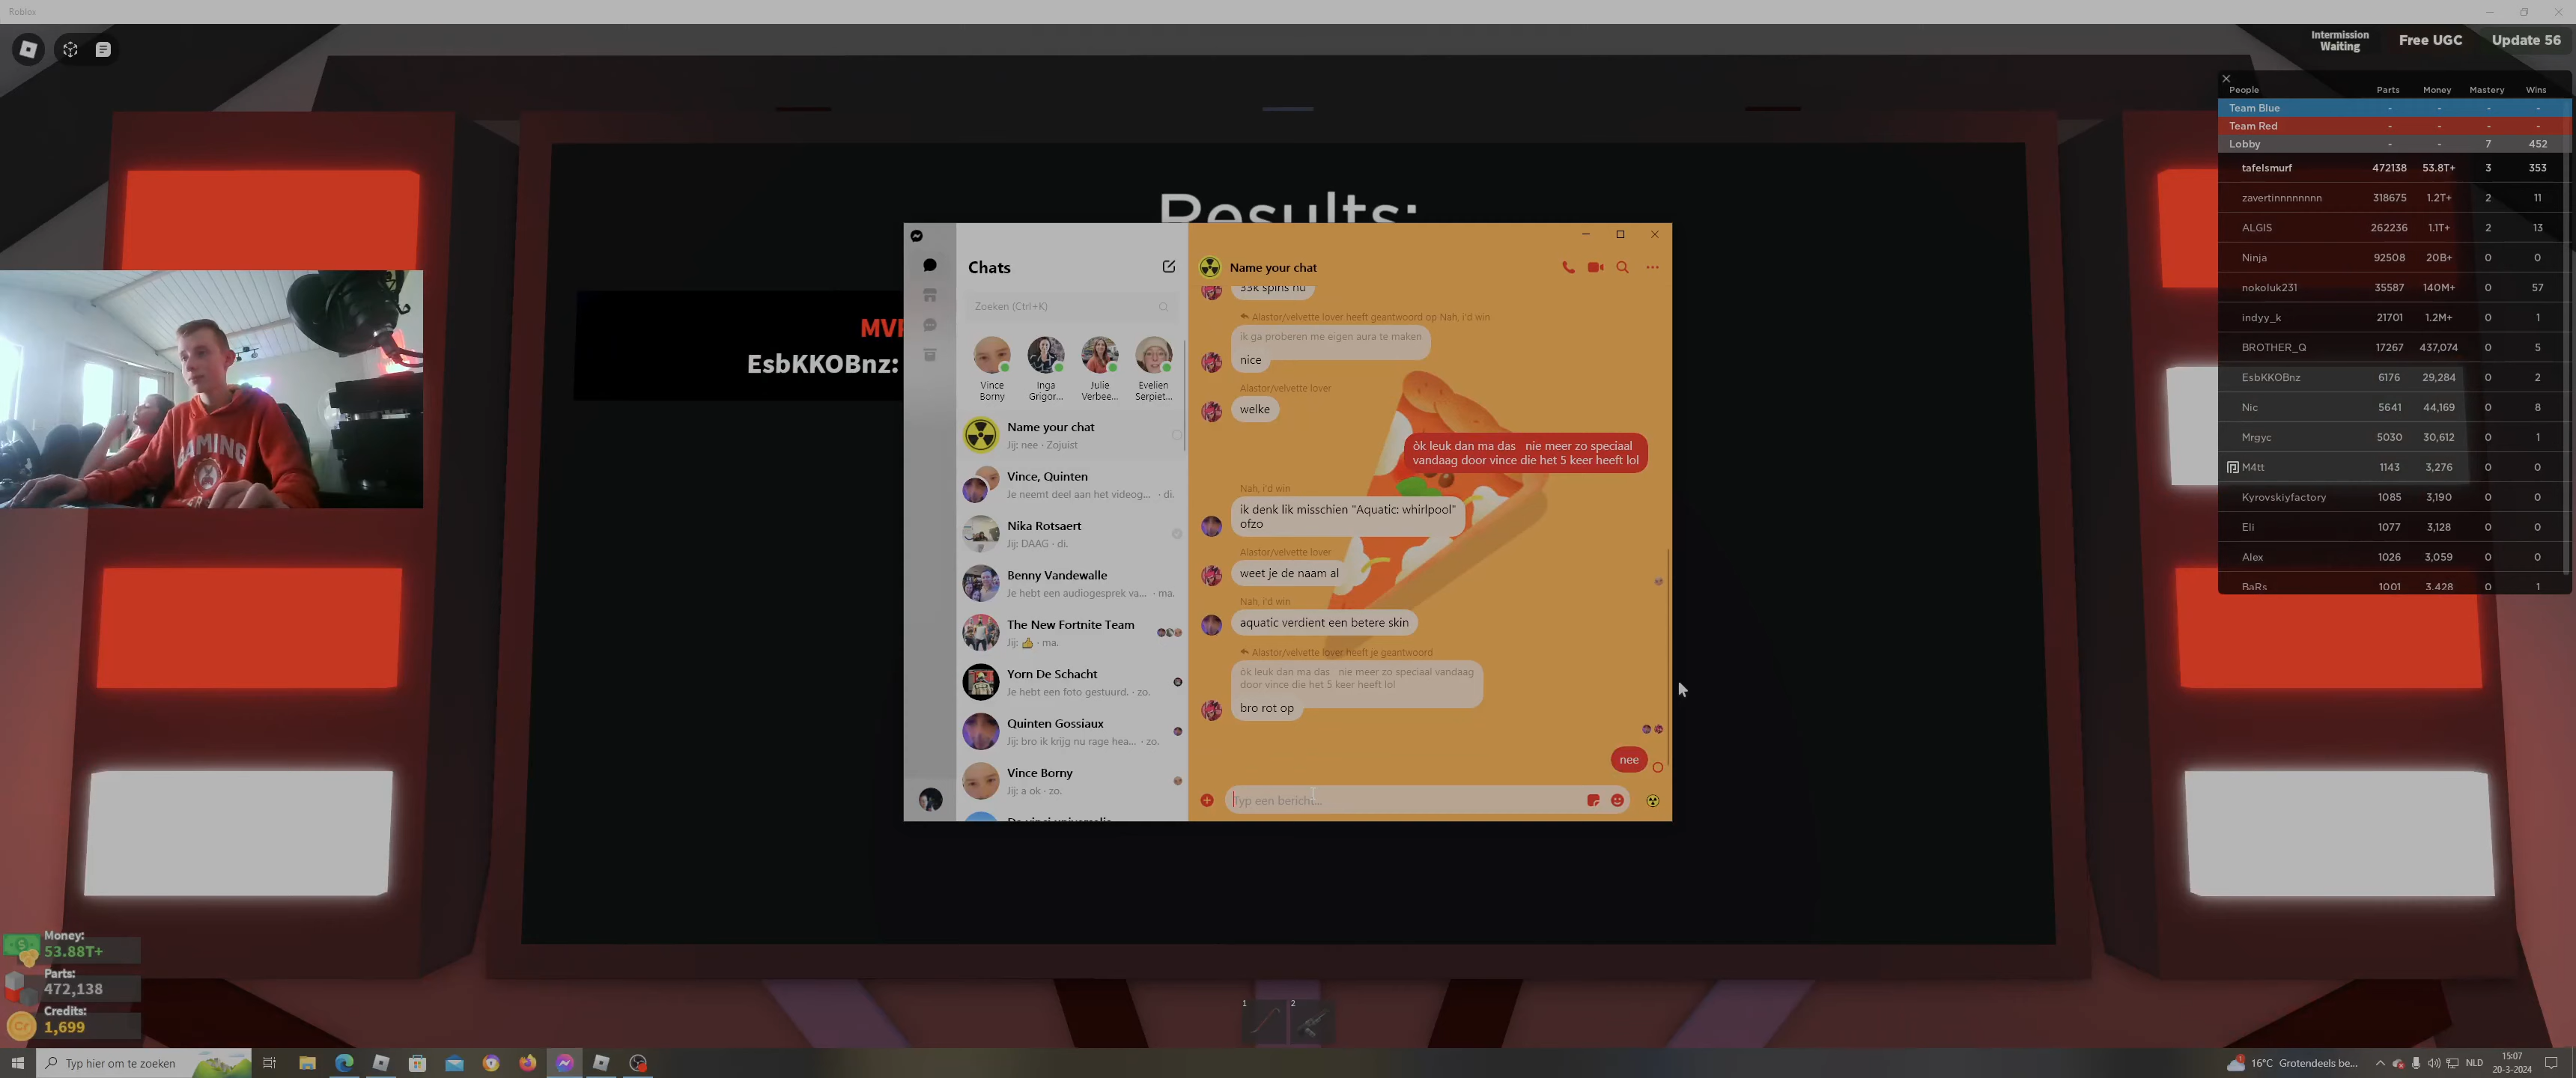 Roblox
Intermission
Waiting
Free UGC
Update 56
People Parts Money Mastery Wins
Team Blue - - - -
Team Red - - - -
Lobby - - 7 452
tafelsmurf 472138 53.8T+ 3 353
zavertinnnnnnnn 318675 1.2T+ 2 11
ALGIS 262236 1.1T+ 2 13
Ninja 92508 20B+ 0 0
nokoluk231 35587 140M+ 0 57
indyy_k 21701 1.2M+ 0 1
BROTHER_Q 17267 437,074 0 5
EsbKKOBnz 6176 29,284 0 2
Nic 5641 44,169 0 8
Mrgyc 5030 30,612 0 1
M4tt 1143 3,276 0 0
Kyrovskiyfactory 1085 3,190 0 0
Eli 1077 3,128 0 0
Alex 1026 3,059 0 0
BaRs 1001 3,428 0 1
Results:
MVP
EsbKKOBnz:
GAMING
Chats
Zoeken (Ctrl+K)
Vince
Borny
Inga
Grigor...
Julie
Verbee...
Evelien
Serpiet...
Name your chat
Jij: nee · Zojuist
Vince, Quinten
Je neemt deel aan het videog... · di.
Nika Rotsaert
Jij: DAAG · di.
Benny Vandewalle
Je hebt een audiogesprek va... · ma.
The New Fortnite Team
Jij: 👍 · ma.
Yorn De Schacht
Je hebt een foto gestuurd. · zo.
Quinten Gossiaux
Jij: bro ik krijg nu rage hea... · zo.
Vince Borny
Jij: a ok · zo.
Name your chat
33k spins nu
Alastor/velvette lover heeft geantwoord op Nah, i'd win
ik ga proberen me eigen aura te maken
nice
Alastor/velvette lover
welke
òk leuk dan ma das nie meer zo speciaal
vandaag door vince die het 5 keer heeft lol
Nah, i'd win
ik denk lik misschien "Aquatic: whirlpool"
ofzo
Alastor/velvette lover
weet je de naam al
Nah, i'd win
aquatic verdient een betere skin
Alastor/velvette lover heeft je geantwoord
òk leuk dan ma das nie meer zo speciaal vandaag
door vince die het 5 keer heeft lol
bro rot op
nee
Typ een bericht...
Money:
53.88T+
Parts:
472,138
Credits:
1,699
1 2
Typ hier om te zoeken
16°C Grotendeels be...
NLD
15:07
20-3-2024